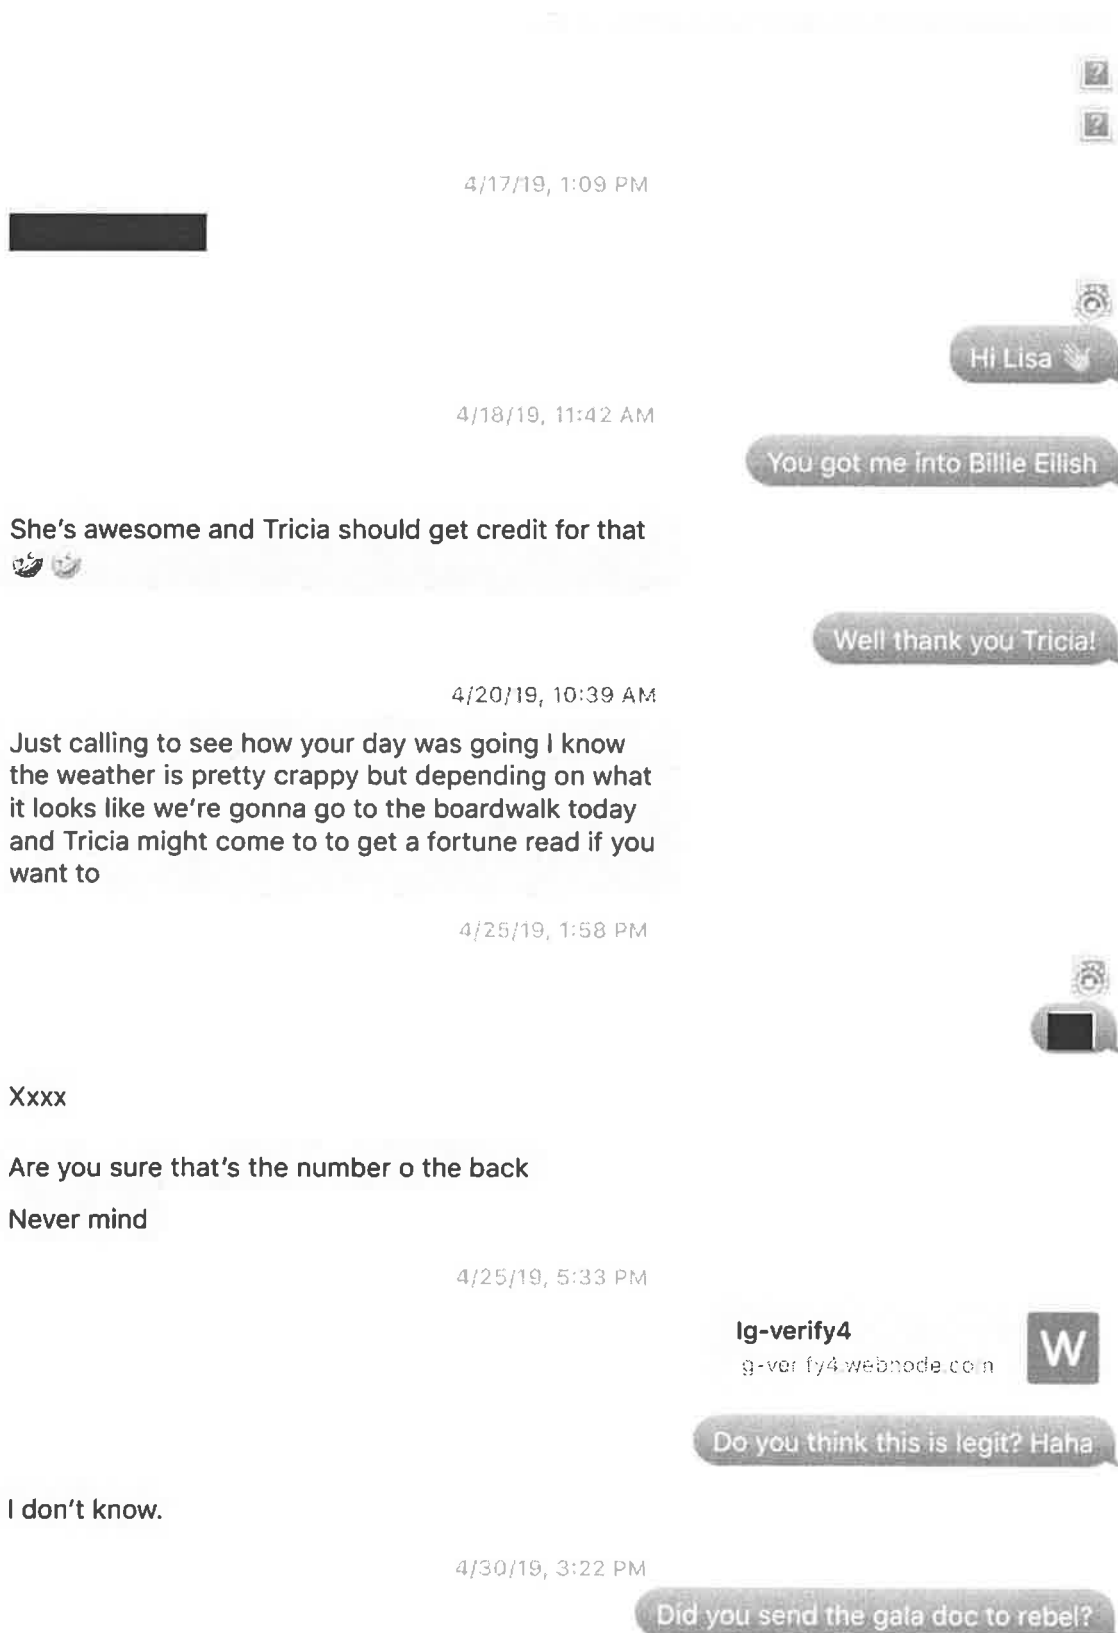 4/17/19, 1:09 PM
Hi Lisa 👋
4/18/19, 11:42 AM
You got me into Billie Eilish
She's awesome and Tricia should get credit for that
Well thank you Tricia!
4/20/19, 10:39 AM
Just calling to see how your day was going I know
the weather is pretty crappy but depending on what
it looks like we're gonna go to the boardwalk today
and Tricia might come to to get a fortune read if you
want to
4/25/19, 1:58 PM
Xxxx
Are you sure that's the number o the back
Never mind
4/25/19, 5:33 PM
Ig-verify4
W
g-verify4.webnode.com
Do you think this is legit? Haha
I don't know.
4/30/19, 3:22 PM
Did you send the gala doc to rebel?